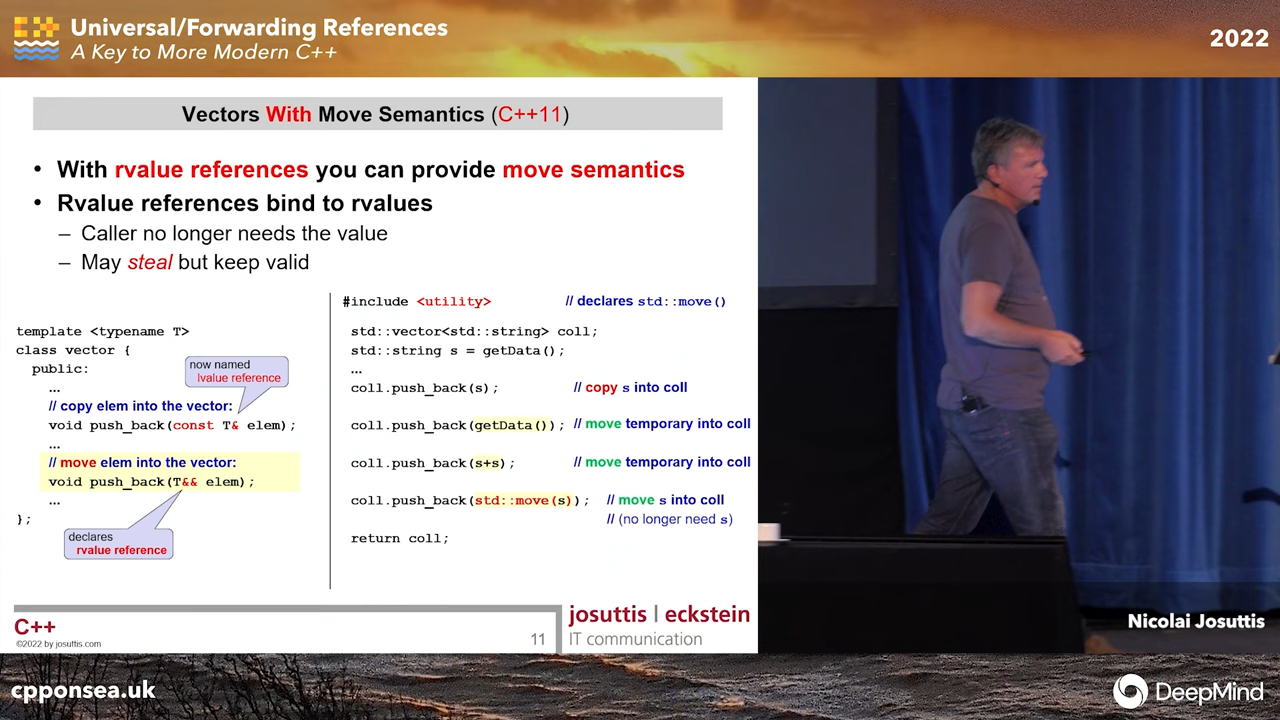 Universal/Forwarding References
A Key to More Modern C++
2022
Vectors With Move Semantics (C++11)
• With rvalue references you can provide move semantics
• Rvalue references bind to rvalues
– Caller no longer needs the value
– May steal but keep valid
template <typename T>
class vector {
public:
...
now named
lvalue reference
// copy elem into the vector:
void push_back(const T& elem);
...
// move elem into the vector:
void push_back(T&& elem);
...
};
declares
rvalue reference
#include <utility> // declares std::move()
std::vector<std::string> coll;
std::string s = getData();
...
coll.push_back(s); // copy s into coll
coll.push_back(getData()); // move temporary into coll
coll.push_back(s+s); // move temporary into coll
coll.push_back(std::move(s)); // move s into coll
// (no longer need s)
return coll;
C++
©2022 by josuttis.com
11
josuttis | eckstein
IT communication
Nicolai Josuttis
cpponsea.uk
DeepMind